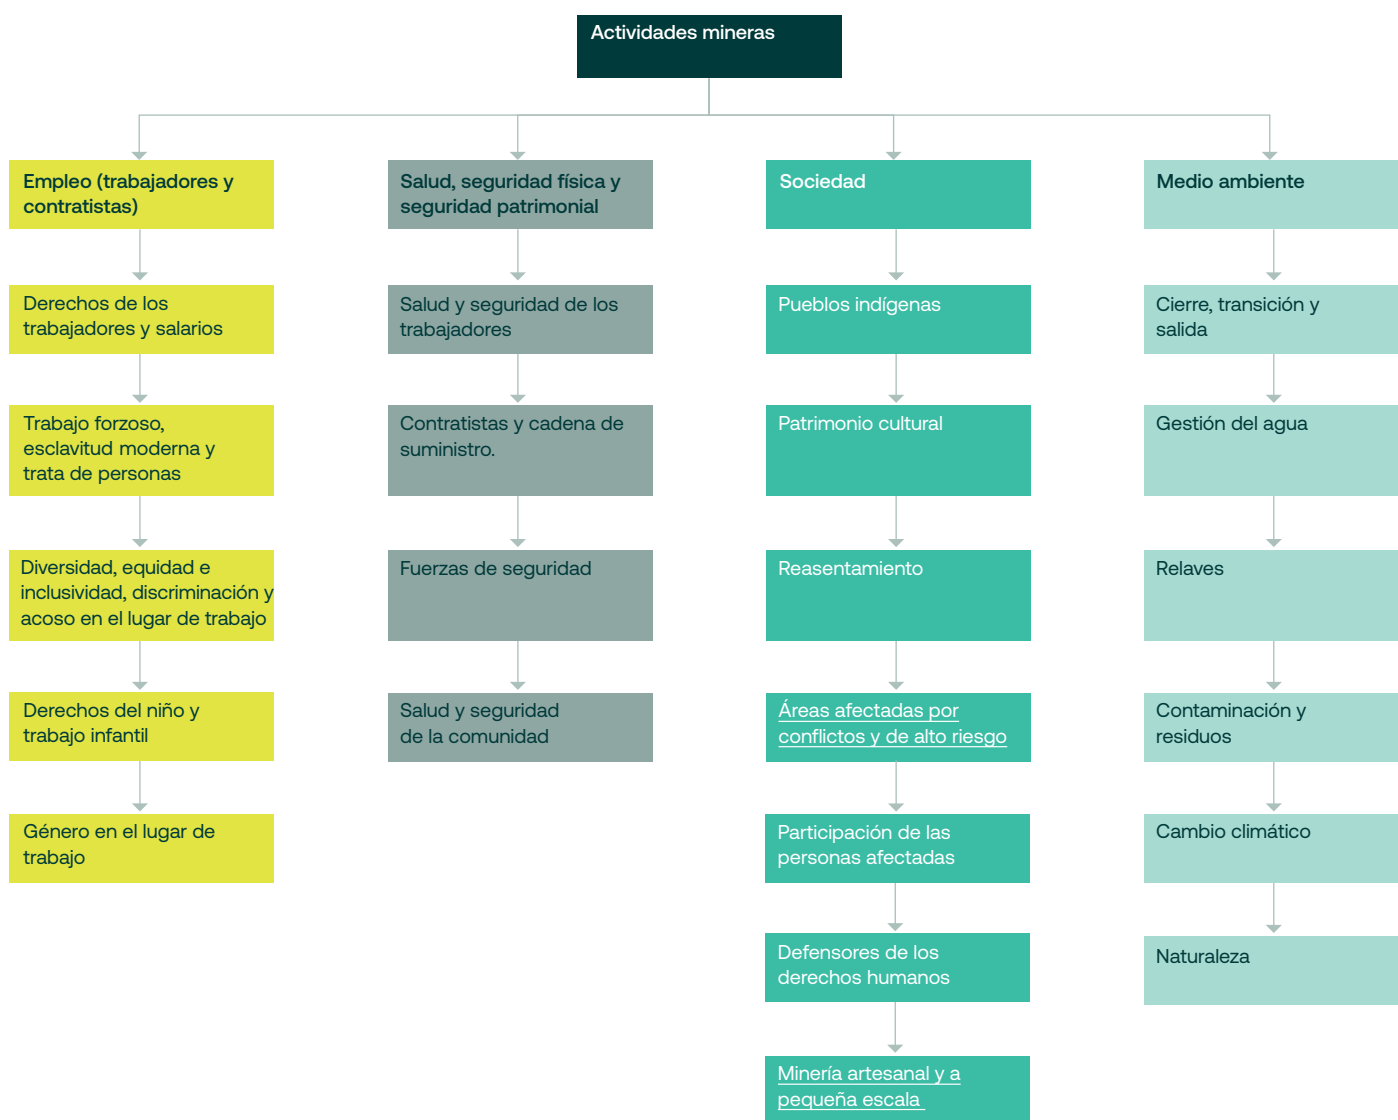 Actividades mineras
Empleo (trabajadores y
contratistas)
Derechos de los
trabajadores y salarios
Trabajo forzoso,
esclavitud moderna y
trata de personas
Diversidad, equidad e
inclusividad, discriminación y
acoso en el lugar de trabajo
Derechos del niño y
trabajo infantil
Género en el lugar de
trabajo
Salud, seguridad física y
seguridad patrimonial
Salud y seguridad de los
trabajadores
Contratistas y cadena de
suministro.
Fuerzas de seguridad
Salud y seguridad
de la comunidad
Sociedad
Pueblos indígenas
Patrimonio cultural
Reasentamiento
Áreas afectadas por
conflictos y de alto riesgo
Participación de las
personas afectadas
Defensores de los
derechos humanos
Minería artesanal y a
pequeña escala
Medio ambiente
Cierre, transición y
salida
Gestión del agua
Relaves
Contaminación y
residuos
Cambio climático
Naturaleza